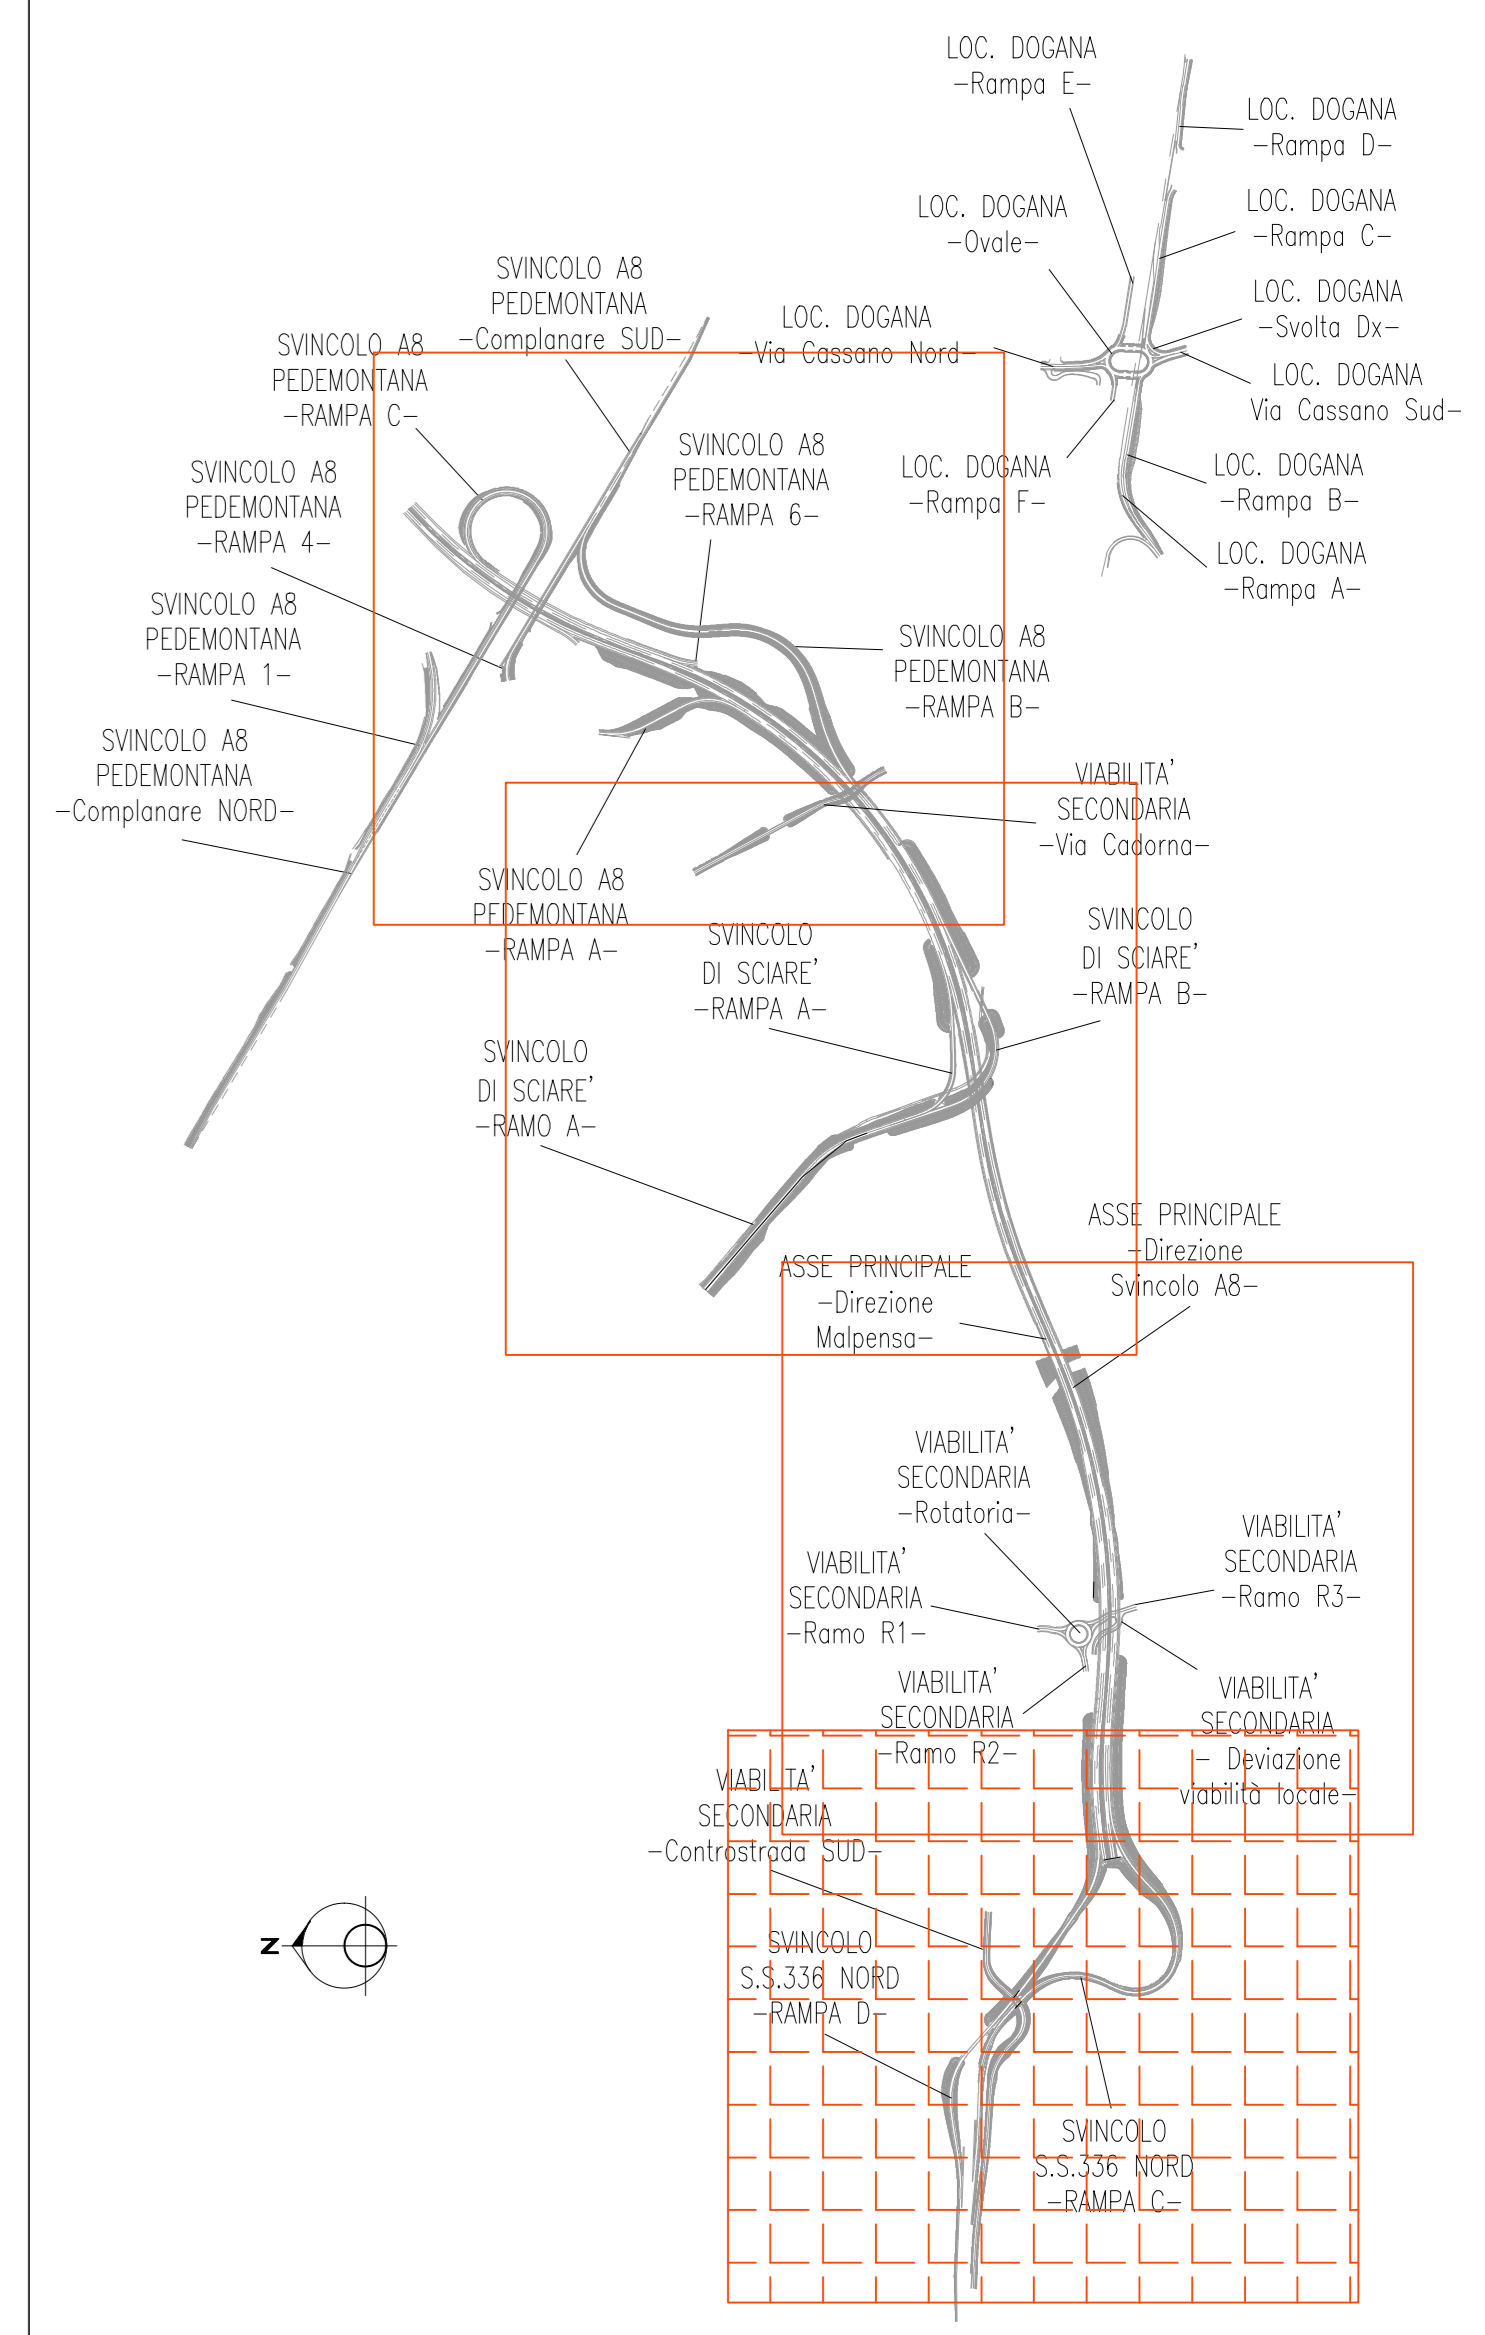 LOC. DOGANA
-Rampa E-
LOC. DOGANA
-Rampa D-
LOC. DOGANA
-Ovale-
LOC. DOGANA
-Rampa C-
SVINCOLO A8
PEDEMONTANA
-Complanare SUD-
LOC. DOGANA
-Svolta Dx-
LOC. DOGANA
-Via Cassano Nord-
SVINCOLO A8
PEDEMONTANA
-RAMPA C-
LOC. DOGANA
Via Cassano Sud-
SVINCOLO A8
PEDEMONTANA
-RAMPA 6-
LOC. DOGANA
-Rampa F-
LOC. DOGANA
-Rampa B-
SVINCOLO A8
PEDEMONTANA
-RAMPA 4-
LOC. DOGANA
-Rampa A-
SVINCOLO A8
PEDEMONTANA
-RAMPA 1-
SVINCOLO A8
PEDEMONTANA
-RAMPA B-
SVINCOLO A8
PEDEMONTANA
-Complanare NORD-
VIABILITA'
SECONDARIA
-Via Cadorna-
SVINCOLO A8
PEDEMONTANA
-RAMPA A-
SVINCOLO
DI SCIARE'
-RAMPA A-
SVINCOLO
DI SCIARE'
-RAMPA B-
SVINCOLO
DI SCIARE'
-RAMO A-
ASSE PRINCIPALE
-Direzione
Svincolo A8-
ASSE PRINCIPALE
-Direzione
Malpensa-
VIABILITA'
SECONDARIA
-Rotatoria-
VIABILITA'
SECONDARIA
-Ramo R3-
VIABILITA'
SECONDARIA
-Ramo R1-
VIABILITA'
SECONDARIA
-Ramo R2-
VIABILITA'
SECONDARIA
- Deviazione
viabilità locale-
VIABILITA'
SECONDARIA
-Controstrada SUD-
N
SVINCOLO
S.S.336 NORD
-RAMPA D-
SVINCOLO
S.S.336 NORD
-RAMPA C-